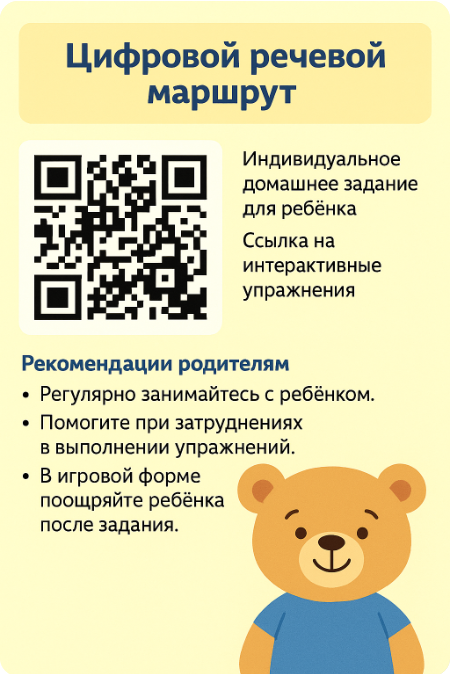 Цифровой речевой
маршрут
Индивидуальное
домашнее задание
для ребёнка
Ссылка на
интерактивные
упражнения
Рекомендации родителям
• Регулярно занимайтесь с ребёнком.
• Помогите при затруднениях
в выполнении упражнений.
• В игровой форме
поощряйте ребёнка
после задания.